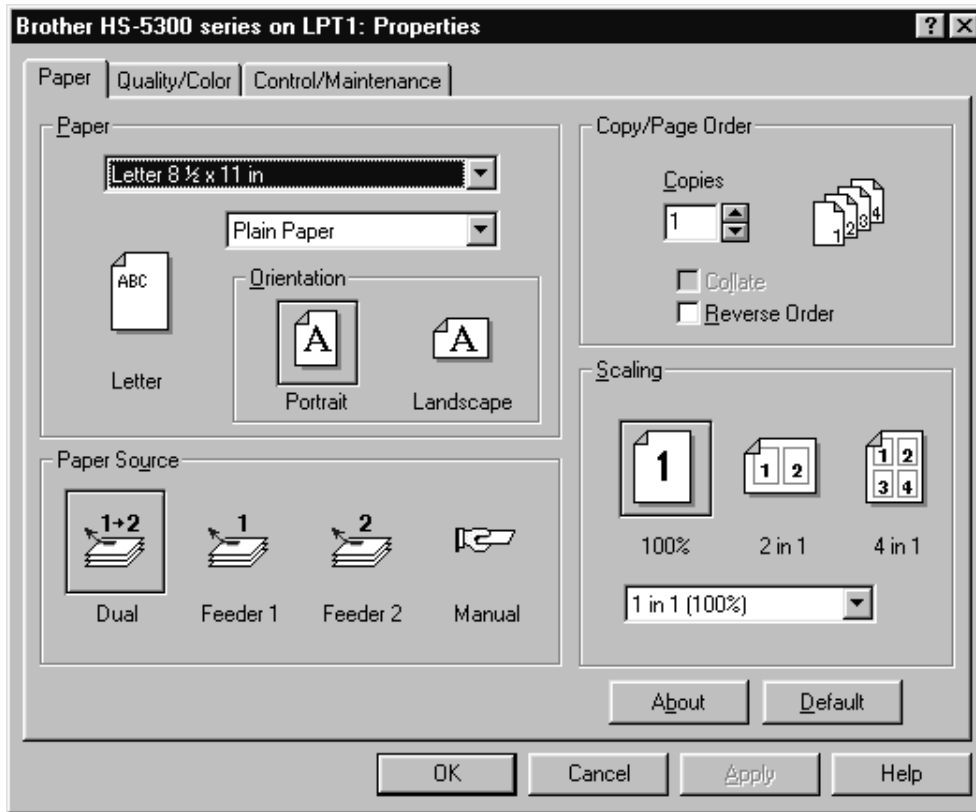 Brother HS-5300 series on LPT1: Properties
Paper Quality/Color Control/Maintenance
Paper
Letter 8 ½ x 11 in
Plain Paper
ABC
Letter
Orientation
A A
Portrait Landscape
Paper Source
1→2 1 2
Dual Feeder 1 Feeder 2 Manual
Copy/Page Order
Copies
1
1 2 3 4
Collate
Reverse Order
Scaling
1 1 2 1 2
3 4
100% 2 in 1 4 in 1
1 in 1 (100%)
About Default
OK Cancel Apply Help